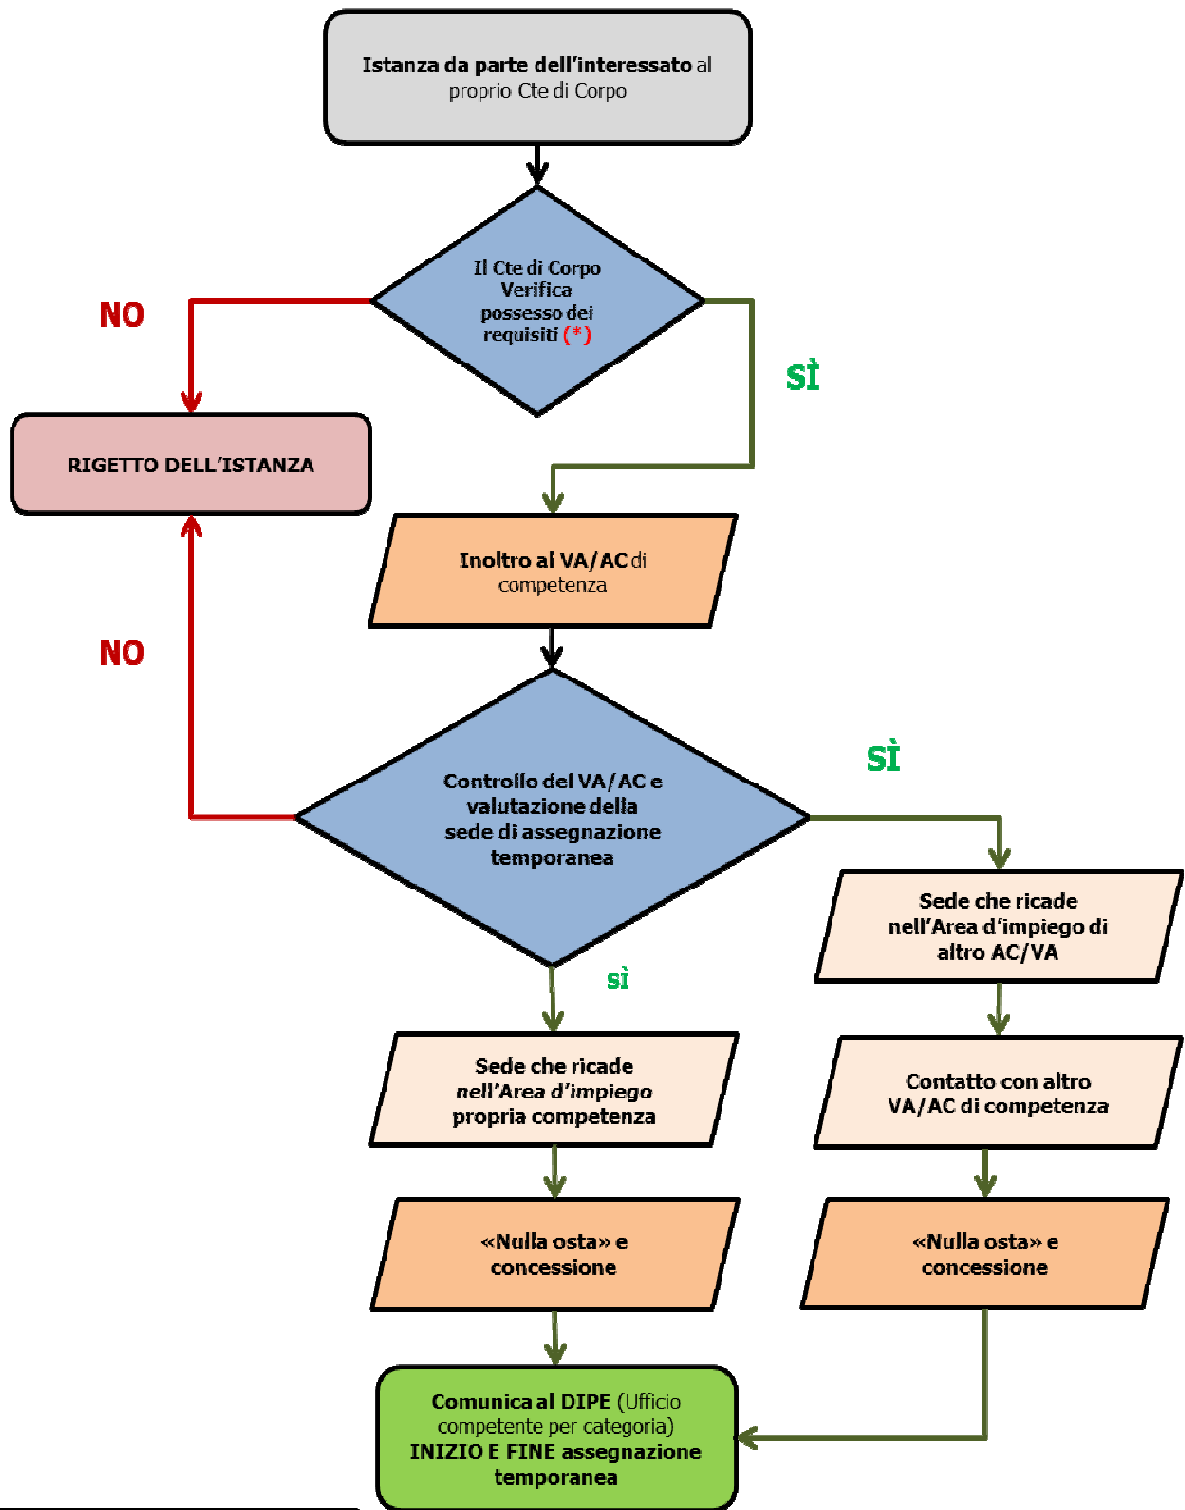 Istanza da parte dell'interessato al
proprio Cte di Corpo
Il Cte di Corpo
Verifica
possesso dei
requisiti (*)
NO
SÌ
RIGETTO DELL'ISTANZA
Inoltro al VA/AC di
competenza
NO
Controllo del VA/AC e
valutazione della
sede di assegnazione
temporanea
SÌ
SÌ
Sede che ricade
nell'Area d'impiego di
altro AC/VA
Sede che ricade
nell'Area d'impiego
propria competenza
Contatto con altro
VA/AC di competenza
«Nulla osta» e
concessione
«Nulla osta» e
concessione
Comunica al DIPE (Ufficio
competente per categoria)
INIZIO E FINE assegnazione
temporanea